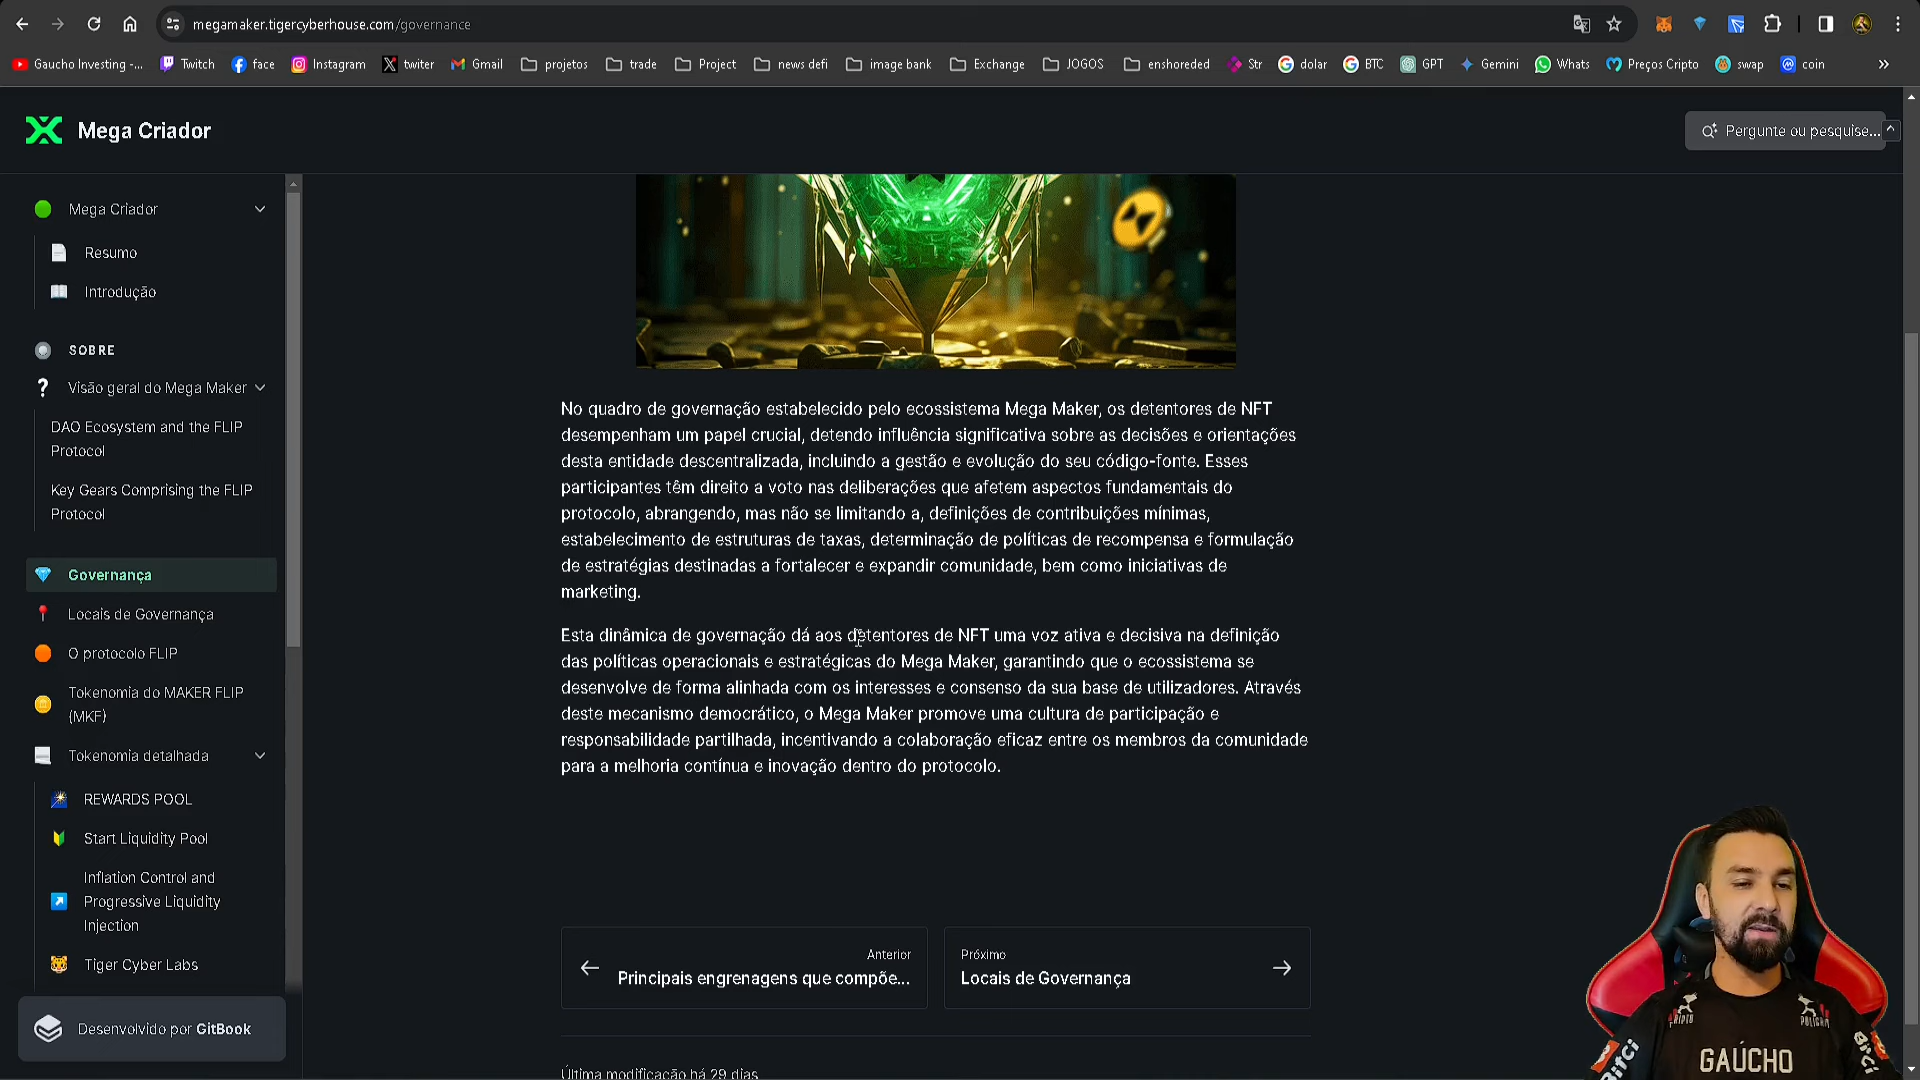 megamaker.tigercyberhouse.com/governance
Gaucho Investing -...
Twitch
face
Instagram
twiter
Gmail
projetos
trade
Project
news defi
image bank
Exchange
JOGOS
enshoreded
Str
dolar
BTC
GPT
Gemini
Whats
Preços Cripto
swap
coin
Mega Criador
Pergunte ou pesquise...
Mega Criador
Resumo
Introdução
SOBRE
Visão geral do Mega Maker
DAO Ecosystem and the FLIP
Protocol
Key Gears Comprising the FLIP
Protocol
Governança
Locais de Governança
O protocolo FLIP
Tokenomia do MAKER FLIP
(MKF)
Tokenomia detalhada
REWARDS POOL
Start Liquidity Pool
Inflation Control and
Progressive Liquidity
Injection
Tiger Cyber Labs
Desenvolvido por GitBook
No quadro de governação estabelecido pelo ecossistema Mega Maker, os detentores de NFT
desempenham um papel crucial, detendo influência significativa sobre as decisões e orientações
desta entidade descentralizada, incluindo a gestão e evolução do seu código-fonte. Esses
participantes têm direito a voto nas deliberações que afetem aspectos fundamentais do
protocolo, abrangendo, mas não se limitando a, definições de contribuições mínimas,
estabelecimento de estruturas de taxas, determinação de políticas de recompensa e formulação
de estratégias destinadas a fortalecer e expandir comunidade, bem como iniciativas de
marketing.
Esta dinâmica de governação dá aos detentores de NFT uma voz ativa e decisiva na definição
das políticas operacionais e estratégicas do Mega Maker, garantindo que o ecossistema se
desenvolve de forma alinhada com os interesses e consenso da sua base de utilizadores. Através
deste mecanismo democrático, o Mega Maker promove uma cultura de participação e
responsabilidade partilhada, incentivando a colaboração eficaz entre os membros da comunidade
para a melhoria contínua e inovação dentro do protocolo.
Anterior
Principais engrenagens que compõe...
Próximo
Locais de Governança
Última modificação há 29 dias
GAÚCHO
Bitci